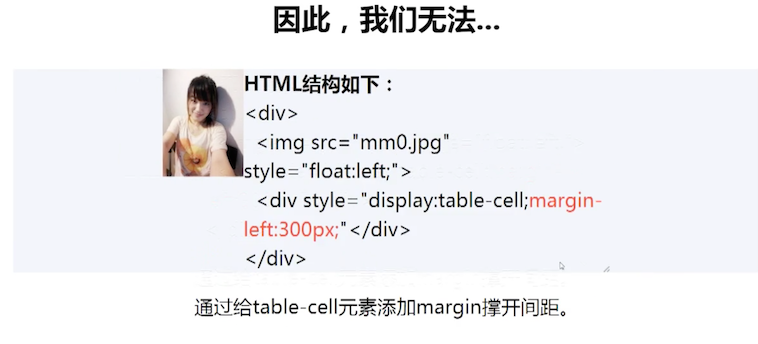 因此，我们无法...
HTML结构如下：
<div>
<img src="mm0.jpg"
style="float:left;">
<div style="display:table-cell;margin-
left:300px;"</div>
</div>
通过给table-cell元素添加margin撑开间距。